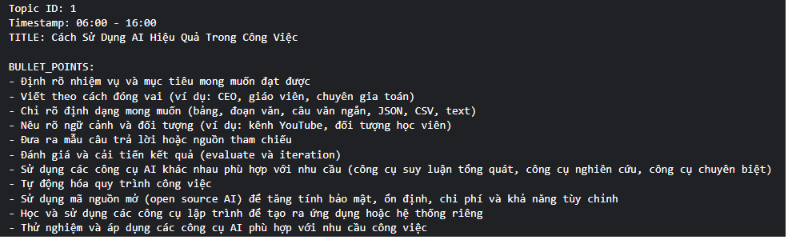 Topic ID: 1
Timestamp: 06:00 - 16:00
TITLE: Cách Sử Dụng AI Hiệu Quả Trong Công Việc
BULLET_POINTS:
- Định rõ nhiệm vụ và mục tiêu mong muốn đạt được
- Viết theo cách đóng vai (ví dụ: CEO, giáo viên, chuyên gia toán)
- Chỉ rõ định dạng mong muốn (bảng, đoạn văn, câu văn ngắn, JSON, CSV, text)
- Nêu rõ ngữ cảnh và đối tượng (ví dụ: kênh YouTube, đối tượng học viên)
- Đưa ra mẫu câu trả lời hoặc nguồn tham chiếu
- Đánh giá và cải tiến kết quả (evaluate và iteration)
- Sử dụng các công cụ AI khác nhau phù hợp với nhu cầu (công cụ suy luận tổng quát, công cụ nghiên cứu, công cụ chuyên biệt)
- Tự động hóa quy trình công việc
- Sử dụng mã nguồn mở (open source AI) để tăng tính bảo mật, ổn định, chi phí và khả năng tùy chỉnh
- Học và sử dụng các công cụ lập trình để tạo ra ứng dụng hoặc hệ thống riêng
- Thử nghiệm và áp dụng các công cụ AI phù hợp với nhu cầu công việc